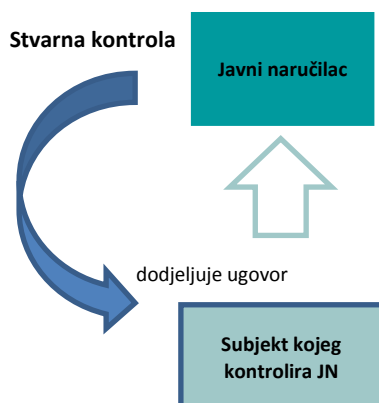 Stvarna kontrola
Javni naručilac
dodjeljuje ugovor
Subjekt kojeg
kontrolira JN